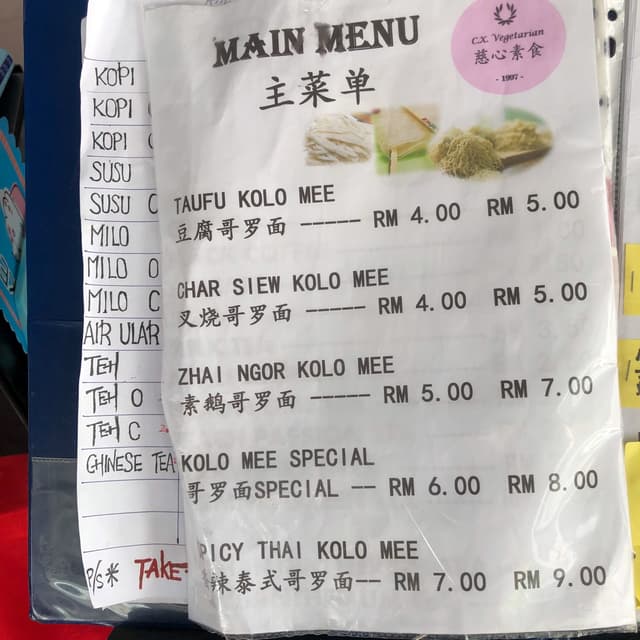 MAIN MENU
主菜单
C.X. Vegetarian
慈心素食
- 1997 -
TAUFU KOLO MEE
豆腐哥罗面 ----- RM 4.00 RM 5.00
CHAR SIEW KOLO MEE
叉烧哥罗面 ----- RM 4.00 RM 5.00
ZHAI NGOR KOLO MEE
素鹅哥罗面 ----- RM 5.00 RM 7.00
KOLO MEE SPECIAL
哥罗面SPECIAL -- RM 6.00 RM 8.00
PICY THAI KOLO MEE
辣泰式哥罗面-- RM 7.00 RM 9.00
KOPI
KOPI
KOPI C
SUSU
SUSU C
MILO
MILO O
MILO C
AIR ULAR
TEH
TEH O
TEH C
CHINESE TEA
P/S* TAKE-